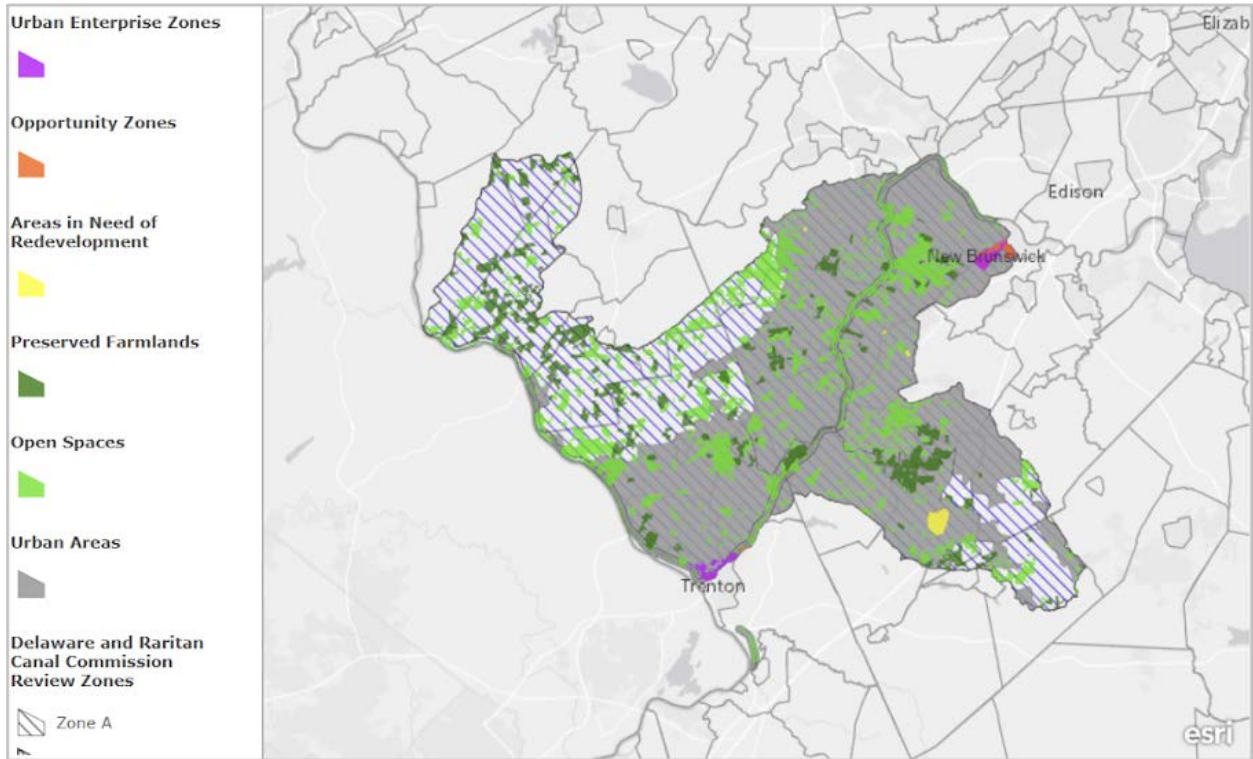 Urban Enterprise Zones
Opportunity Zones
Areas in Need of
Redevelopment
Preserved Farmlands
Open Spaces
Urban Areas
Delaware and Raritan
Canal Commission
Review Zones
Zone A
Elizab
Edison
New Brunswick
Trenton
esri